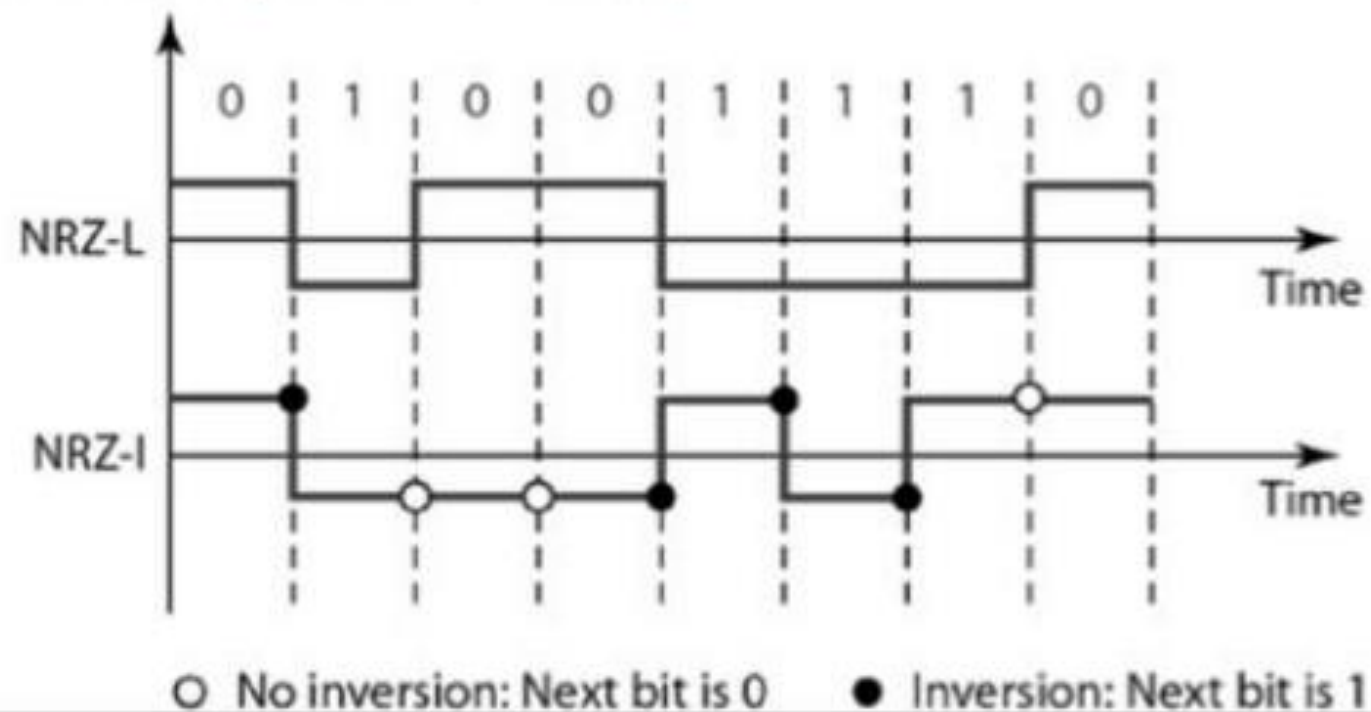 0 1 0 0 1 1 1 0
NRZ-L
Time
NRZ-I
Time
No inversion: Next bit is 0 Inversion: Next bit is 1